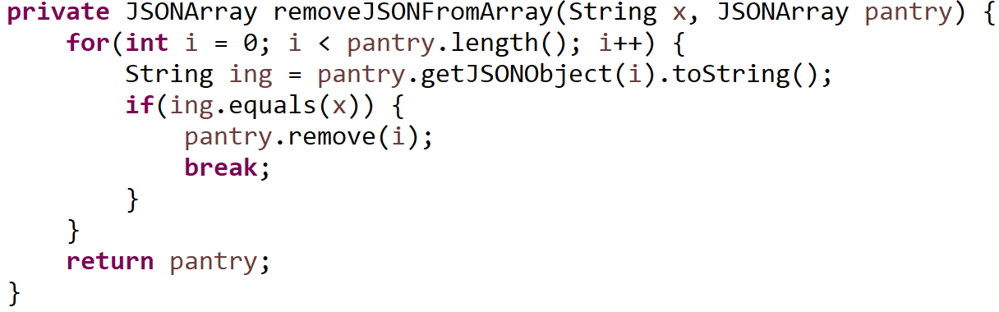 private JSONArray removeJSONFromArray(String x, JSONArray pantry) {
    for(int i = 0; i < pantry.length(); i++) {
        String ing = pantry.getJSONObject(i).toString();
        if(ing.equals(x)) {
            pantry.remove(i);
            break;
        }
    }
    return pantry;
}